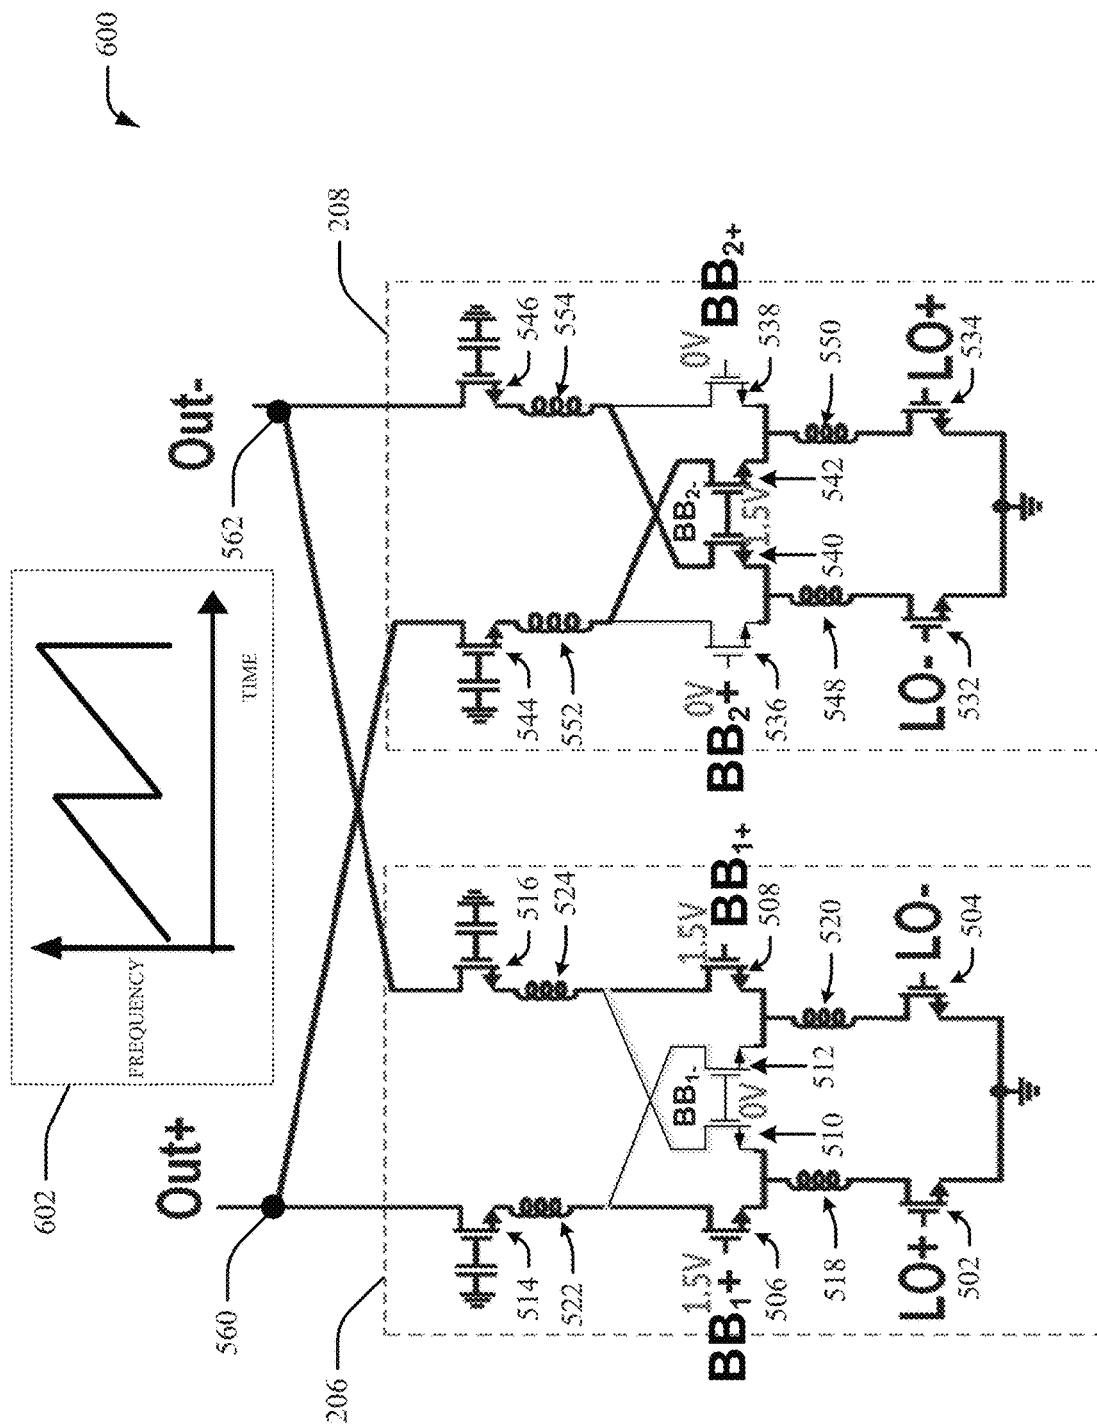 600
602
FREQUENCY
TIME
Out+
Out-
560
562
206
208
514
516
522
524
544
546
552
554
BB1+
1.5V
506
BB1-
0V
510
512
1.5V
BB1+
508
BB2+
0V
536
BB2-
1.5V
540
542
0V
BB2+
538
518
520
548
550
LO+
502
LO-
504
LO-
532
LO+
534